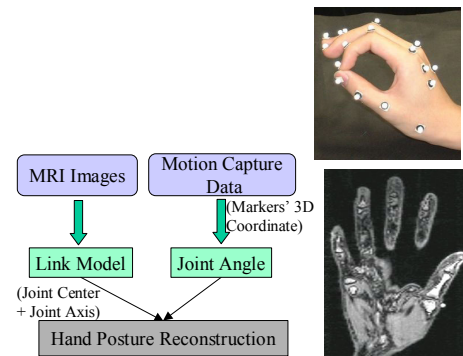 MRI Images
Motion Capture
Data
(Markers' 3D
Coordinate)
Link Model
Joint Angle
(Joint Center
+ Joint Axis)
Hand Posture Reconstruction